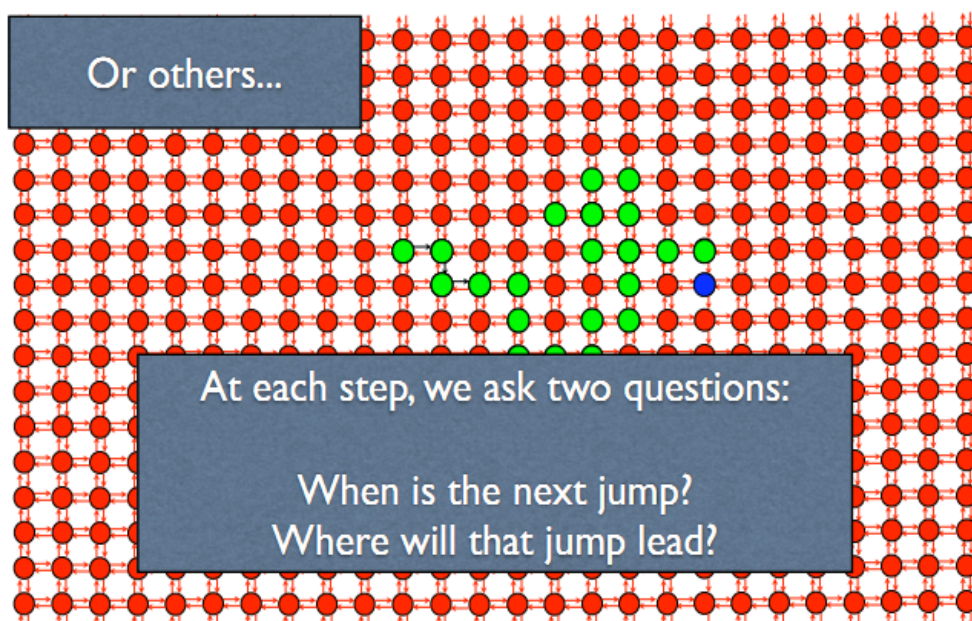 Or others...
At each step, we ask two questions:
When is the next jump?
Where will that jump lead?